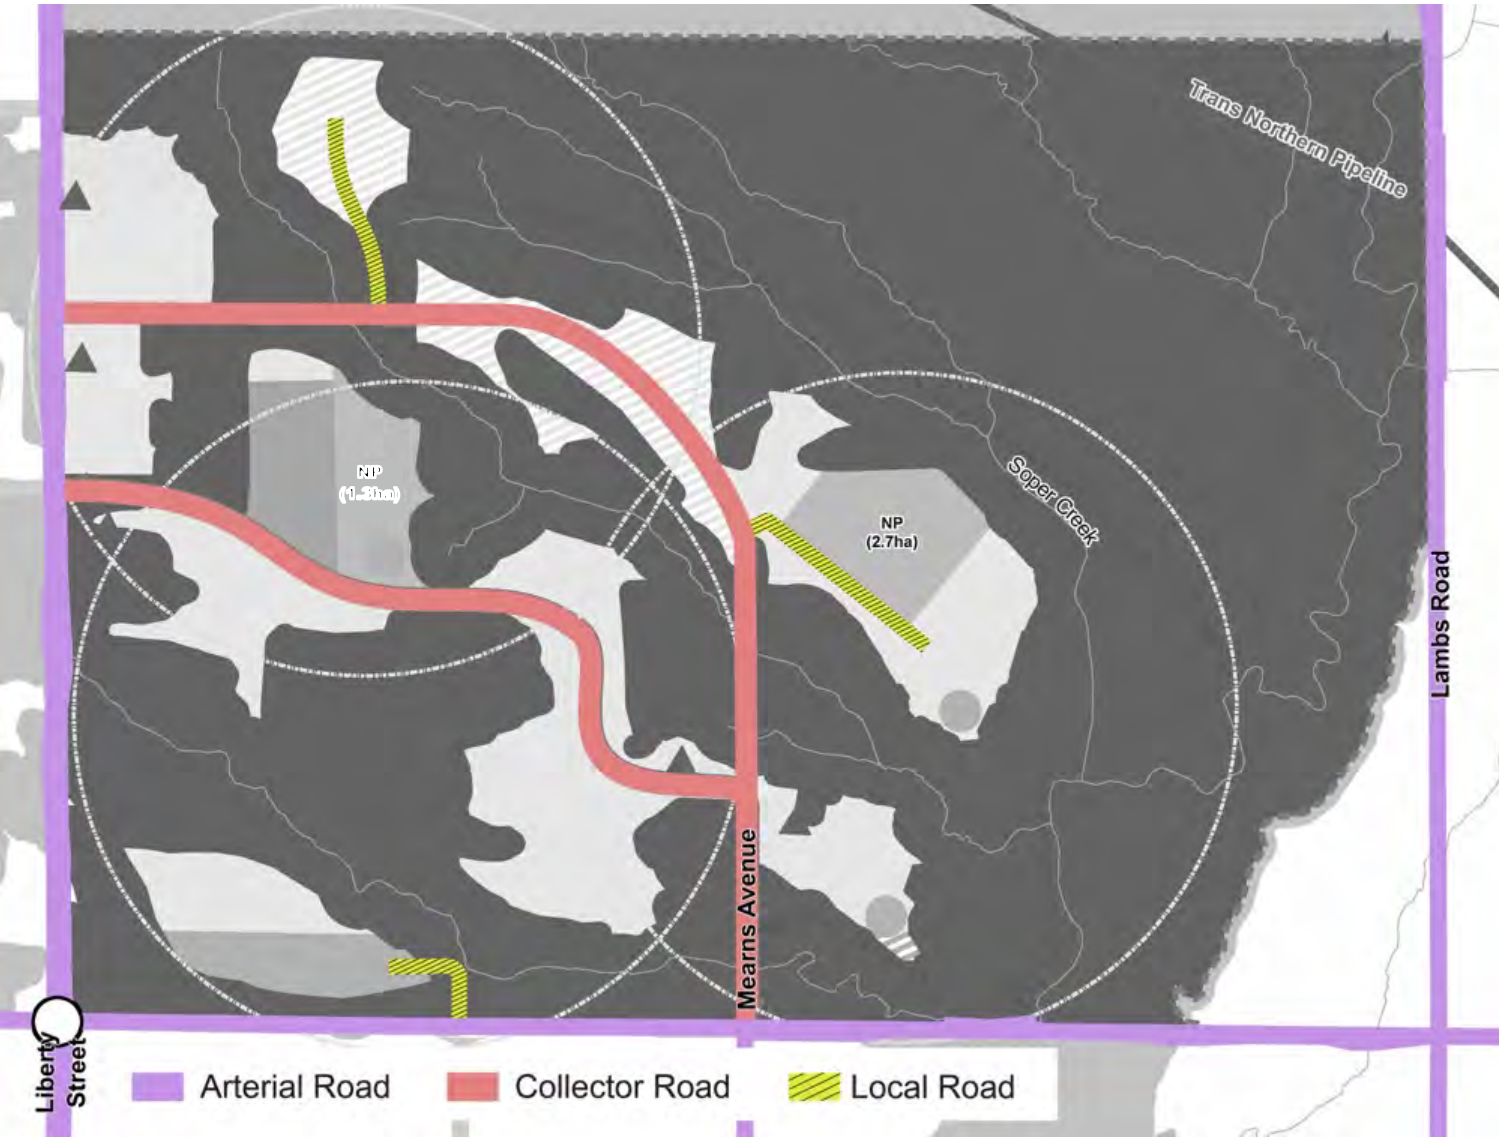 Trans Northern Pipeline
NP
NP
(2.7ha)
Soper Creek
Lambs Road
Mearns Avenue
Liberty
Street
Arterial Road
Collector Road
Local Road